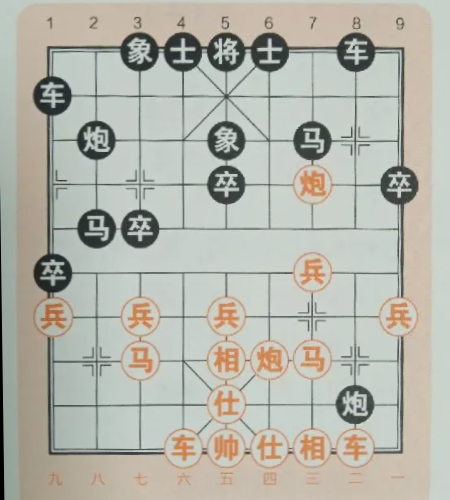 1 2 3 4 5 6 7 8 9
象 士 将 士 车
车
炮 象 马
卒 炮 卒
马 卒
卒 兵
兵 兵 兵 兵
马 相 炮 马
仕 炮
车 帅 仕 相 车
九 八 七 六 五 四 三 二 一